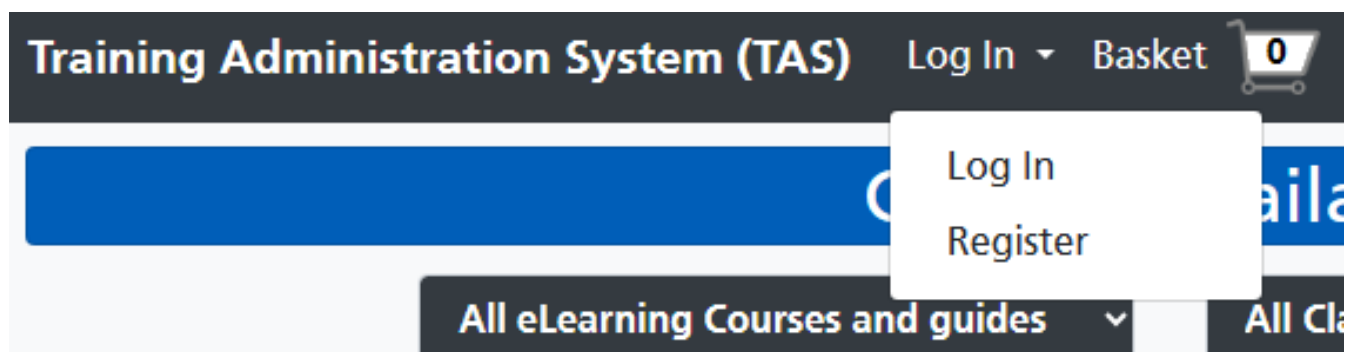 Training Administration System (TAS) Log In Basket 0
Log In
Register
All eLearning Courses and guides